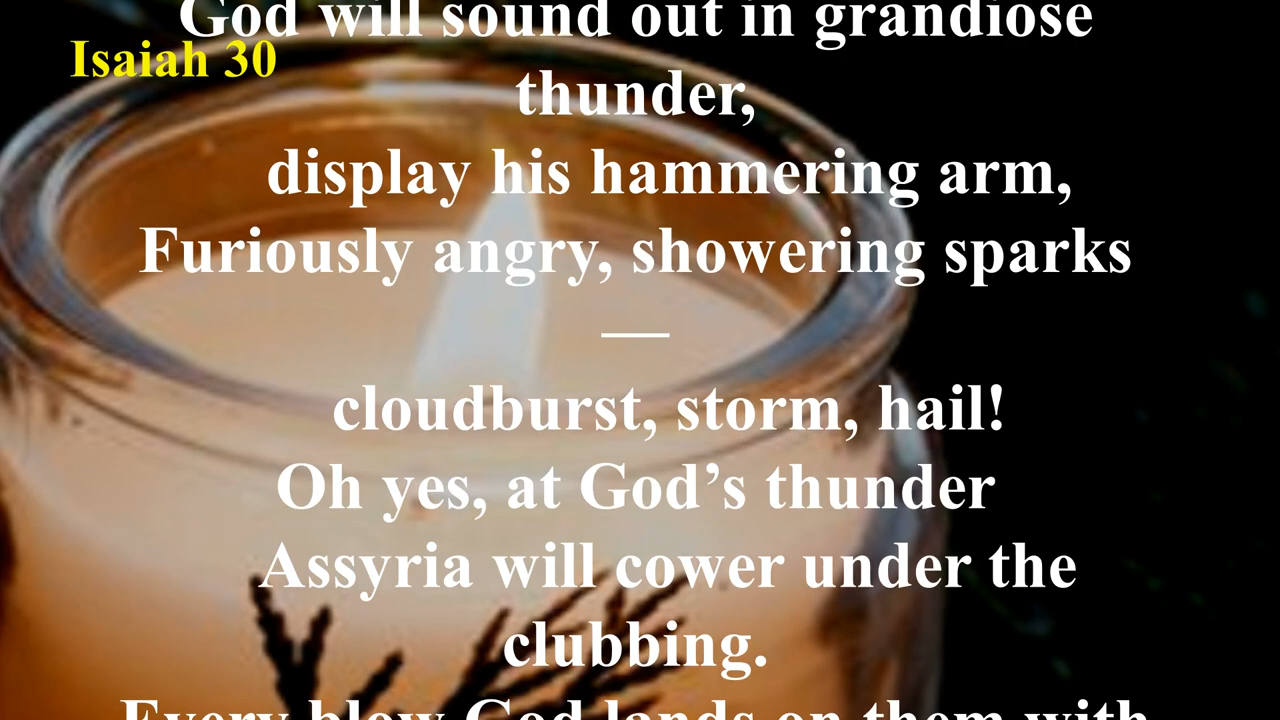 God will sound out in grandiose
Isaiah 30
thunder,
display his hammering arm,
Furiously angry, showering sparks
—
cloudburst, storm, hail!
Oh yes, at God’s thunder
Assyria will cower under the
clubbing.
Every blow God lands on them with